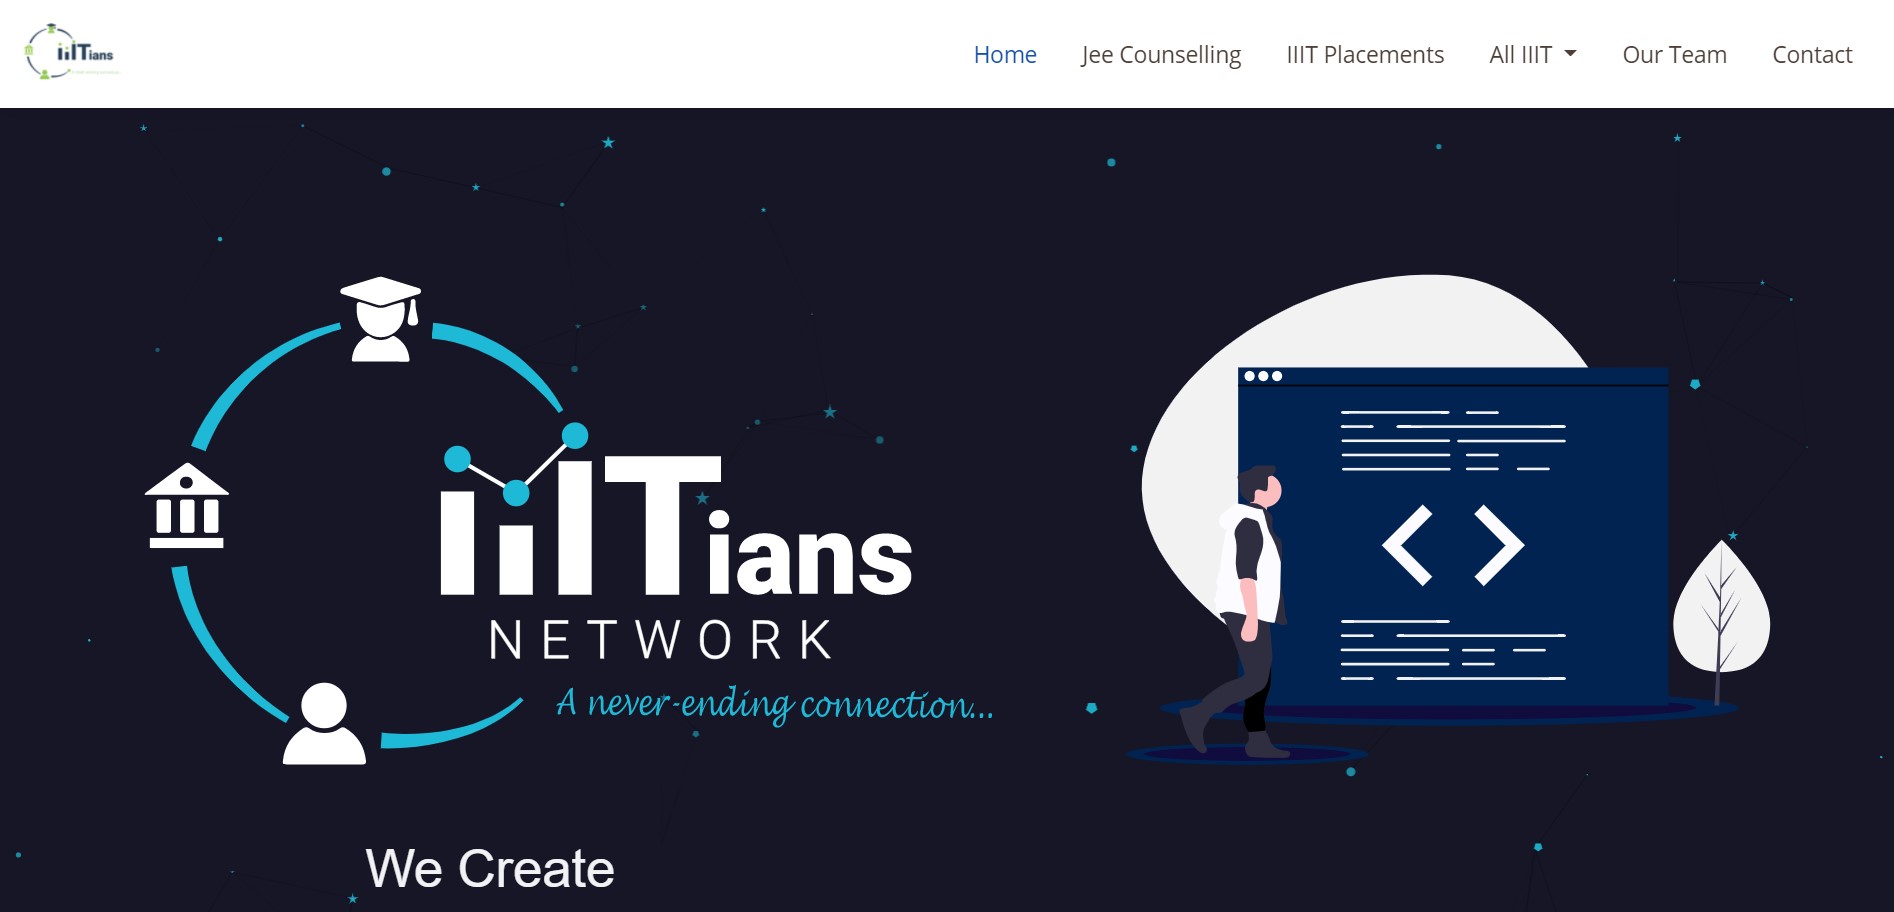 iiITians
Home
Jee Counselling
IIIT Placements
All IIIT
Our Team
Contact
iiITians
NETWORK
A never-ending connection...
We Create